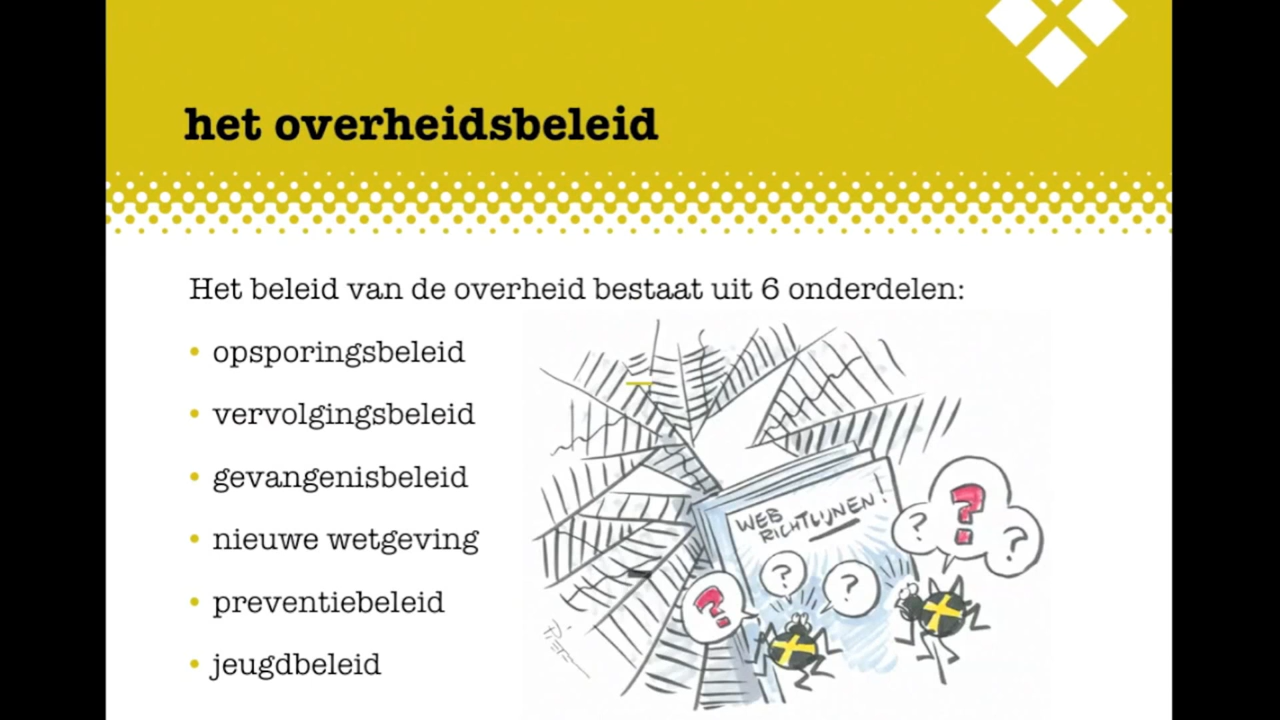 het overheidsbeleid
Het beleid van de overheid bestaat uit 6 onderdelen:
• opsporingsbeleid
• vervolgingsbeleid
• gevangenisbeleid
• nieuwe wetgeving
• preventiebeleid
• jeugdbeleid
WEB
RICHTLIJNEN!
?
?
?
?
?
?